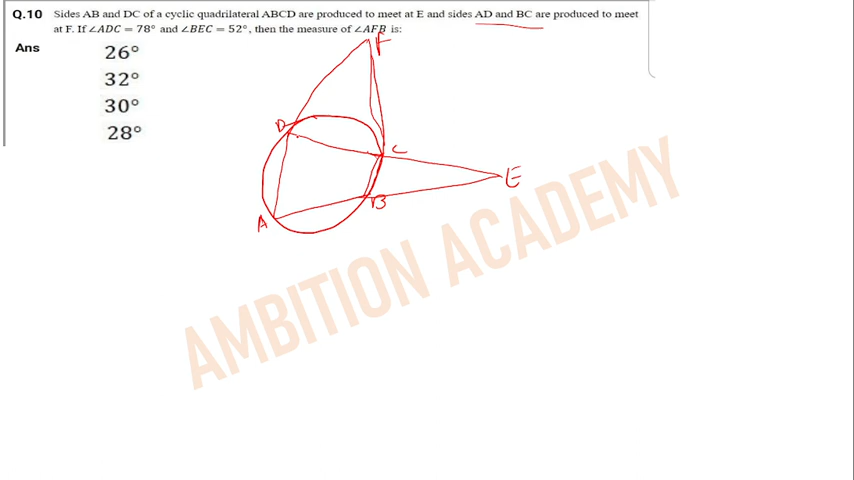 Q.10 Sides AB and DC of a cyclic quadrilateral ABCD are produced to meet at E and sides AD and BC are produced to meet
at F. If ∠ADC = 78° and ∠BEC = 52°, then the measure of ∠AFB is:
Ans
26°
32°
30°
28°
F
D
C
E
B
A
AMBITION ACADEMY